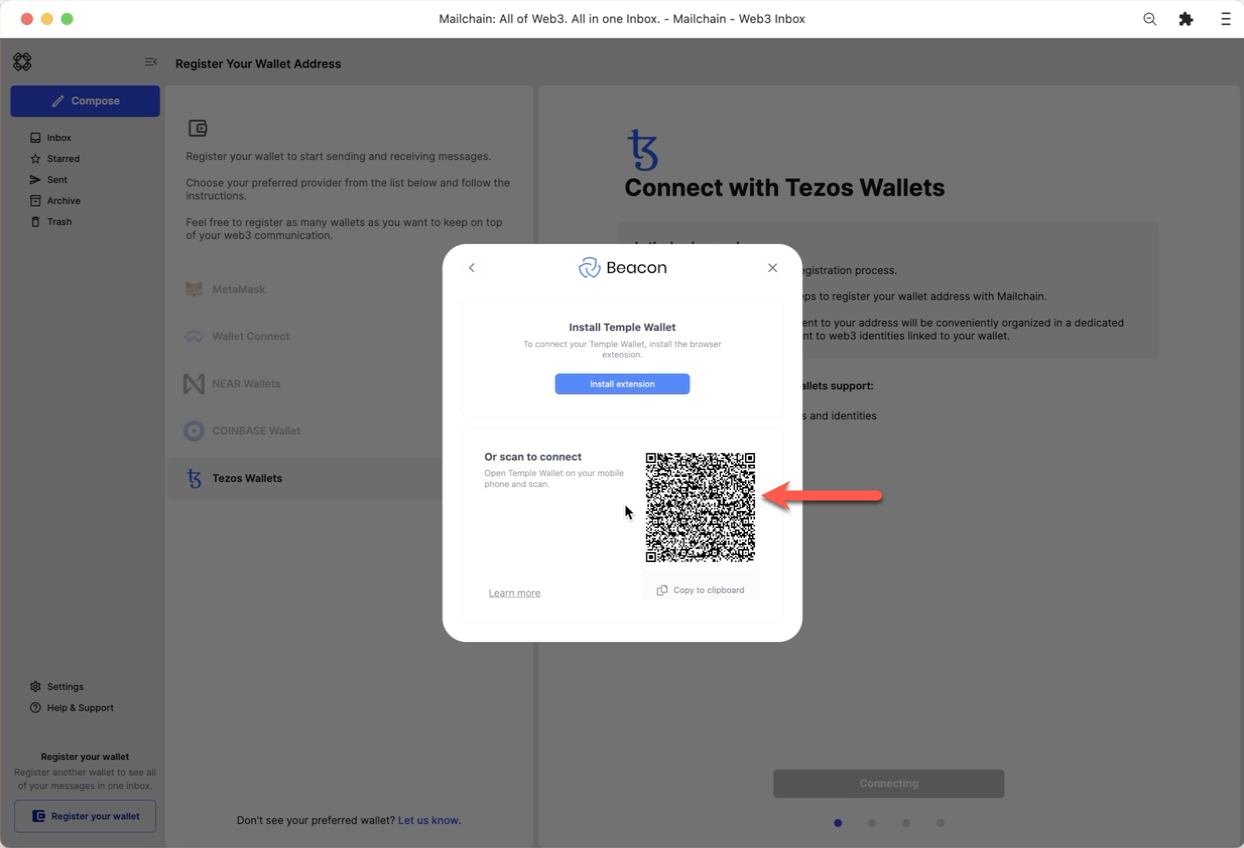 Mailchain: All of Web3. All in one Inbox. - Mailchain - Web3 Inbox
Register Your Wallet Address
Compose
Inbox
Starred
Sent
Archive
Trash
Settings
Help & Support
Register your wallet
Register another wallet to see all
of your messages in one inbox.
Register your wallet
Register your wallet to start sending and receiving messages.
Choose your preferred provider from the list below and follow the
instructions.
Feel free to register as many wallets as you want to keep on top
of your web3 communication.
MetaMask
Wallet Connect
NEAR Wallets
COINBASE Wallet
Tezos Wallets
Don't see your preferred wallet? Let us know.
Connect with Tezos Wallets
egistration process.
eps to register your wallet address with Mailchain.
ent to your address will be conveniently organized in a dedicated
nt to web3 identities linked to your wallet.
allets support:
s and identities
Connecting
Beacon
Install Temple Wallet
To connect your Temple Wallet, install the browser
extension.
Install extension
Or scan to connect
Open Temple Wallet on your mobile
phone and scan.
Learn more
Copy to clipboard